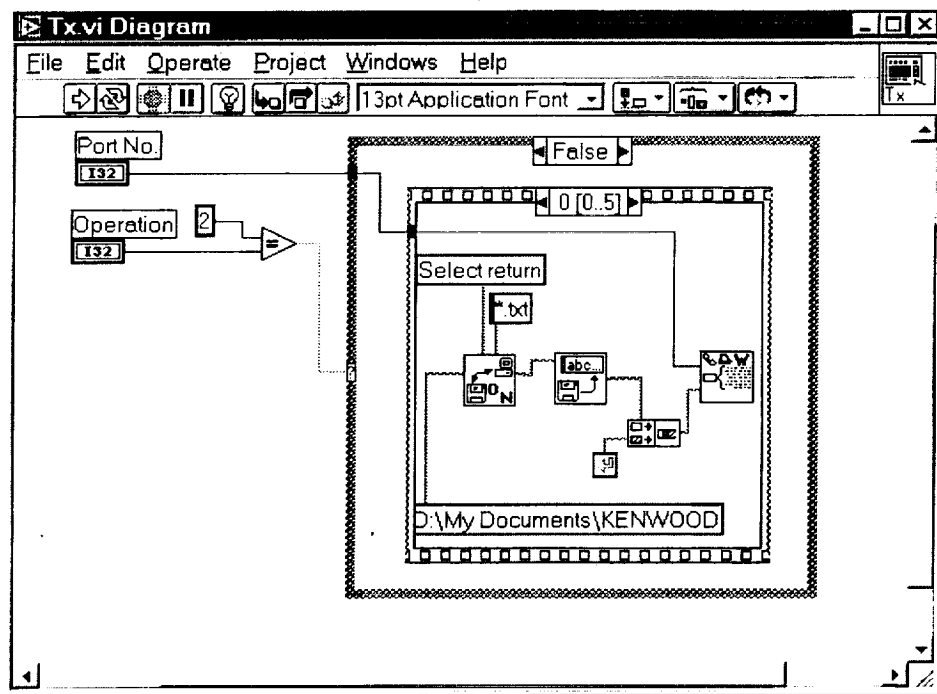 Tx.vi Diagram
File Edit Operate Project Windows Help
13pt Application Font
Tx
Port No.
I32
Operation
I32
2
=
False
0 [0..5]
Select return
*.txt
abc...
O
N
W
?
D:\My Documents\KENWOOD